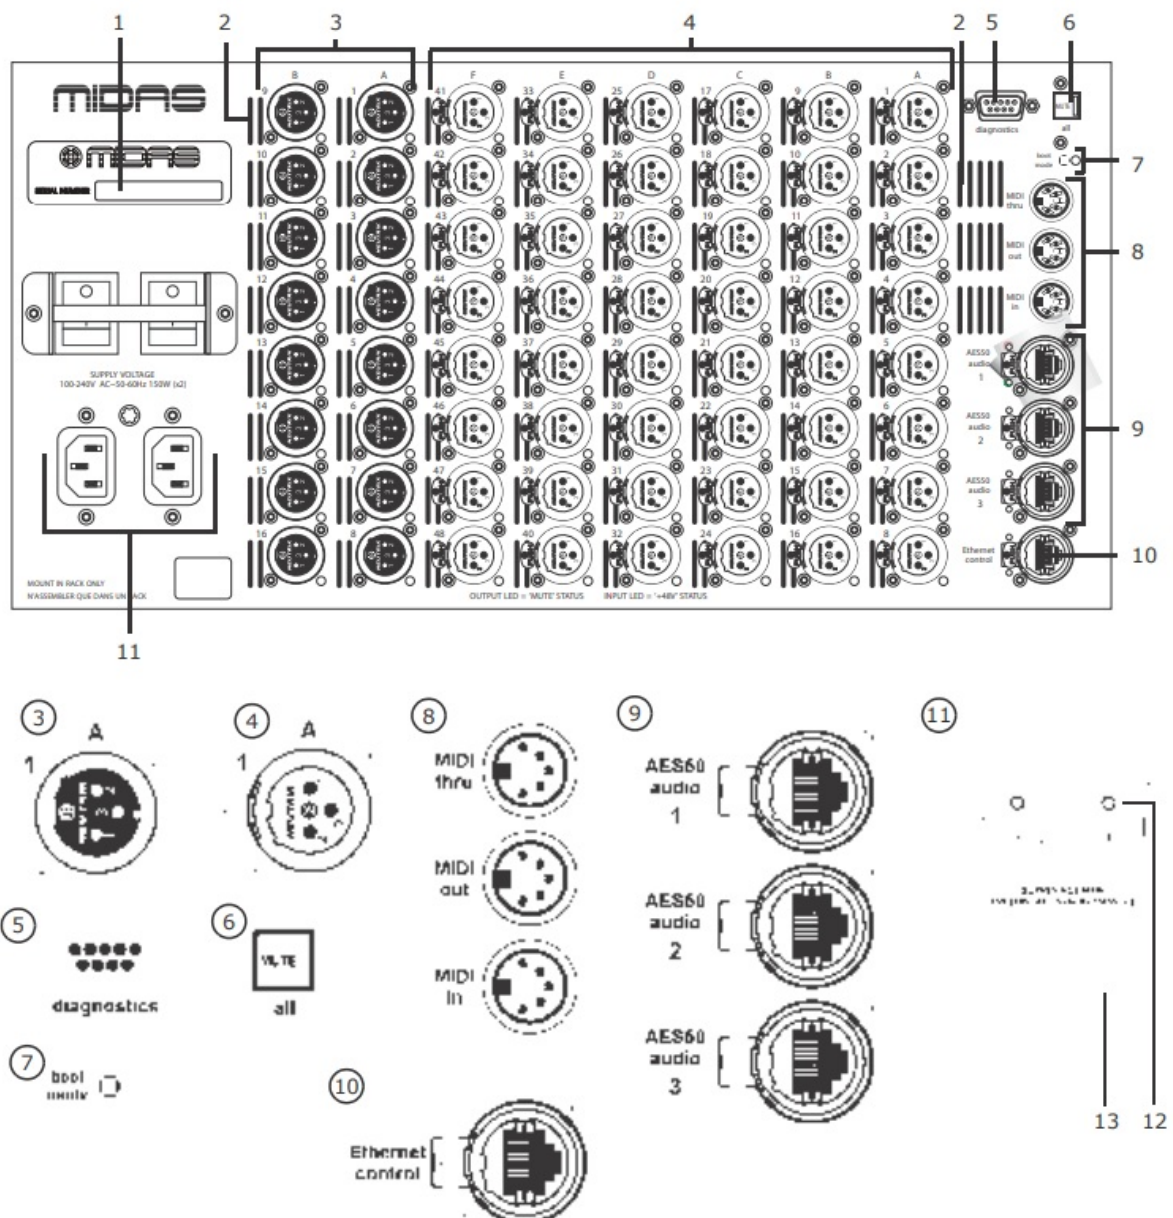 1 2 3 4 2 5 6
MIDAS
B A F E D C B A
9 1 41 33 25 17 9 1
diagnostics
all
MIDAS
SERIAL NUMBER
10 2 42 34 26 18 10 2
boot
mode
7
MIDI
thru
11 3 43 35 27 19 11 3
MIDI
out
8
12 4 44 36 28 20 12 4
MIDI
in
13 5 45 37 29 21 13 5
AES50
audio
1
SUPPLY VOLTAGE
100-240V AC~50-60Hz 150W (x2)
14 6 46 38 30 22 14 6
AES50
audio
2
9
15 7 47 39 31 23 15 7
AES50
audio
3
16 8 48 40 32 24 16 8
Ethernet
control
10
MOUNT IN RACK ONLY
N'ASSEMBLER QUE DANS UN RACK
OUTPUT LED = 'MUTE' STATUS INPUT LED = '+48V' STATUS
11
3 A
1
4 A
1
8
MIDI
thru
MIDI
out
MIDI
in
9
AES60
audio
1
AES60
audio
2
AES60
audio
3
11
5
diagnostics
6
MUTE
all
7
10
Ethernet
control
13 12